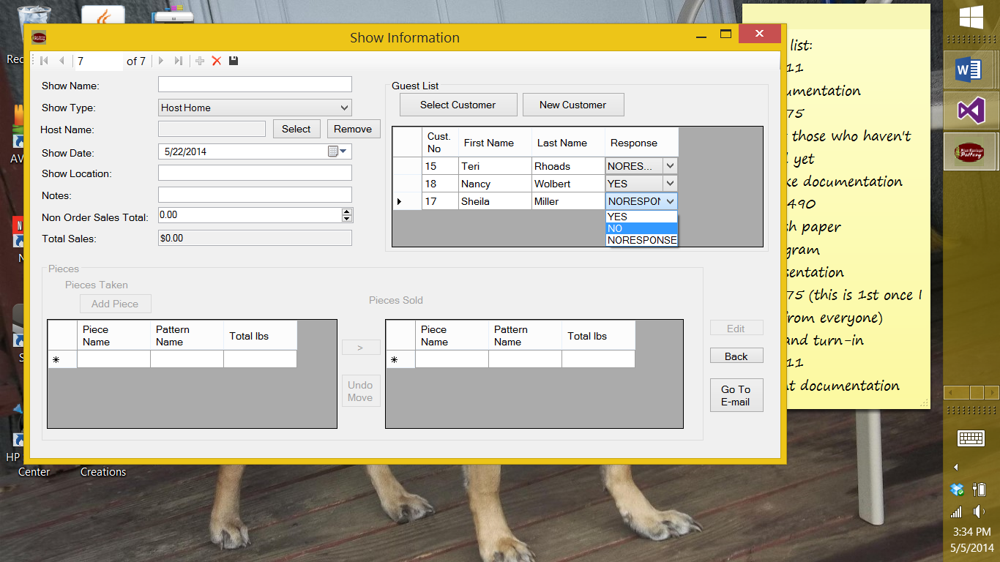 Show Information
7 of 7
Show Name:
Show Type: Host Home
Host Name: Select Remove
Show Date: 5/22/2014
Show Location:
Notes:
Non Order Sales Total: 0.00
Total Sales: $0.00
Guest List
Select Customer New Customer
Cust. No First Name Last Name Response
15 Teri Rhoads NORES...
18 Nancy Wolbert YES
17 Sheila Miller NORESPON
YES
NO
NORESPONSE
Pieces
Pieces Taken
Add Piece
Pieces Sold
Piece Name Pattern Name Total lbs
>
Undo Move
Piece Name Pattern Name Total lbs
Edit
Back
Go To E-mail
list:
11
umentation
75
those who haven't
yet
ke documentation
490
sh paper
gram
sentation
75 (this is 1st once I
from everyone)
and turn-in
11
nt documentation
Rec
AV
N
S
HP
Center
Creations
Pottery
3:34 PM
5/5/2014